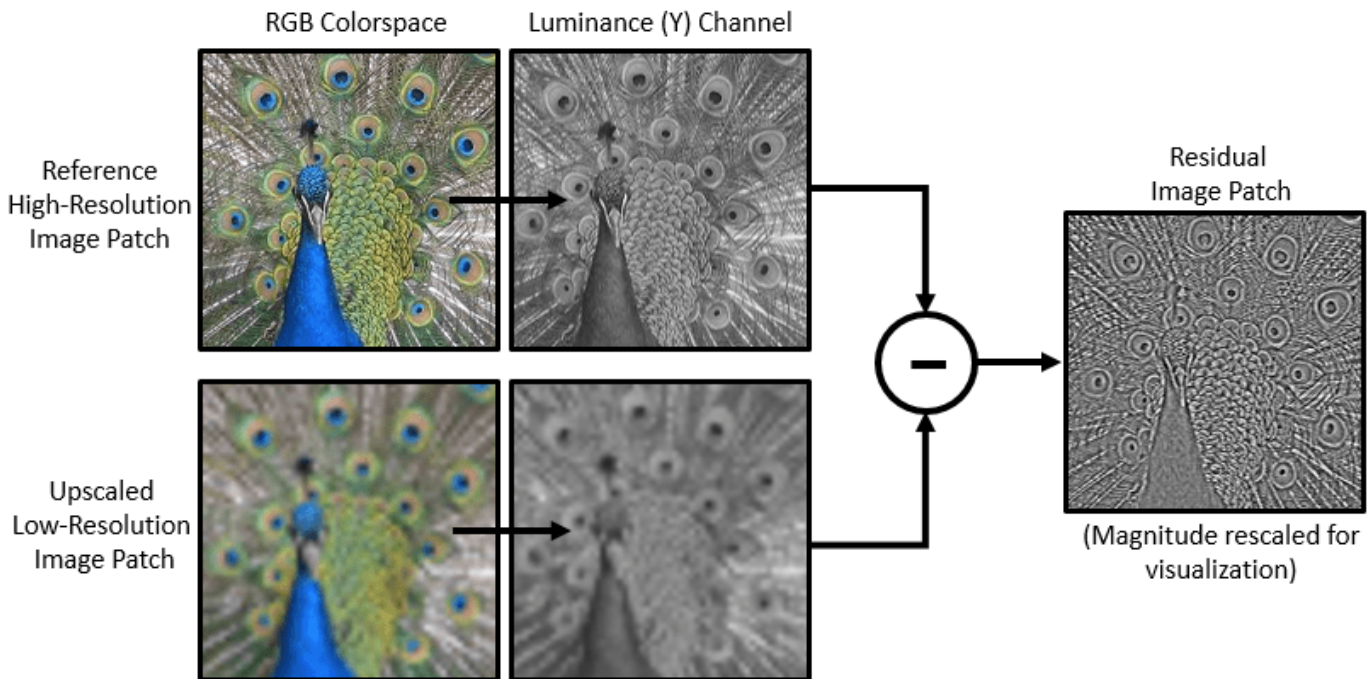 RGB Colorspace
Luminance (Y) Channel
Reference
High-Resolution
Image Patch
Residual
Image Patch
Upscaled
Low-Resolution
Image Patch
(Magnitude rescaled for
visualization)